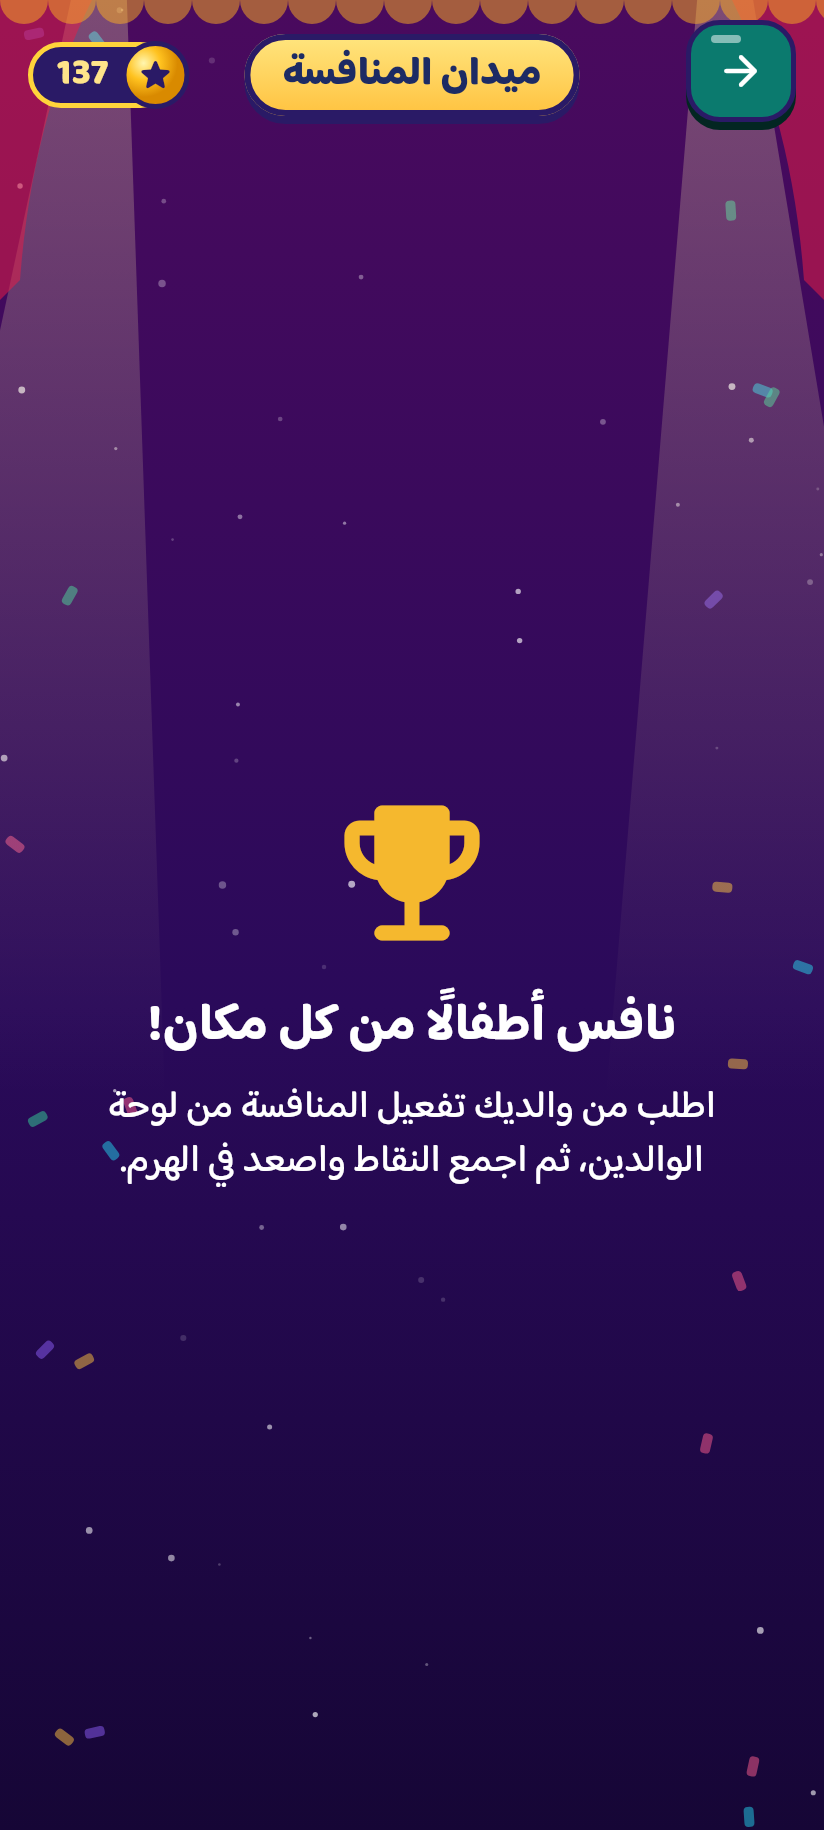 ميدان المنافسة
137
نافس أطفالًا من كل مكان!
اطلب من والديك تفعيل المنافسة من لوحة
الوالدين، ثم اجمع النقاط واصعد في الهرم.